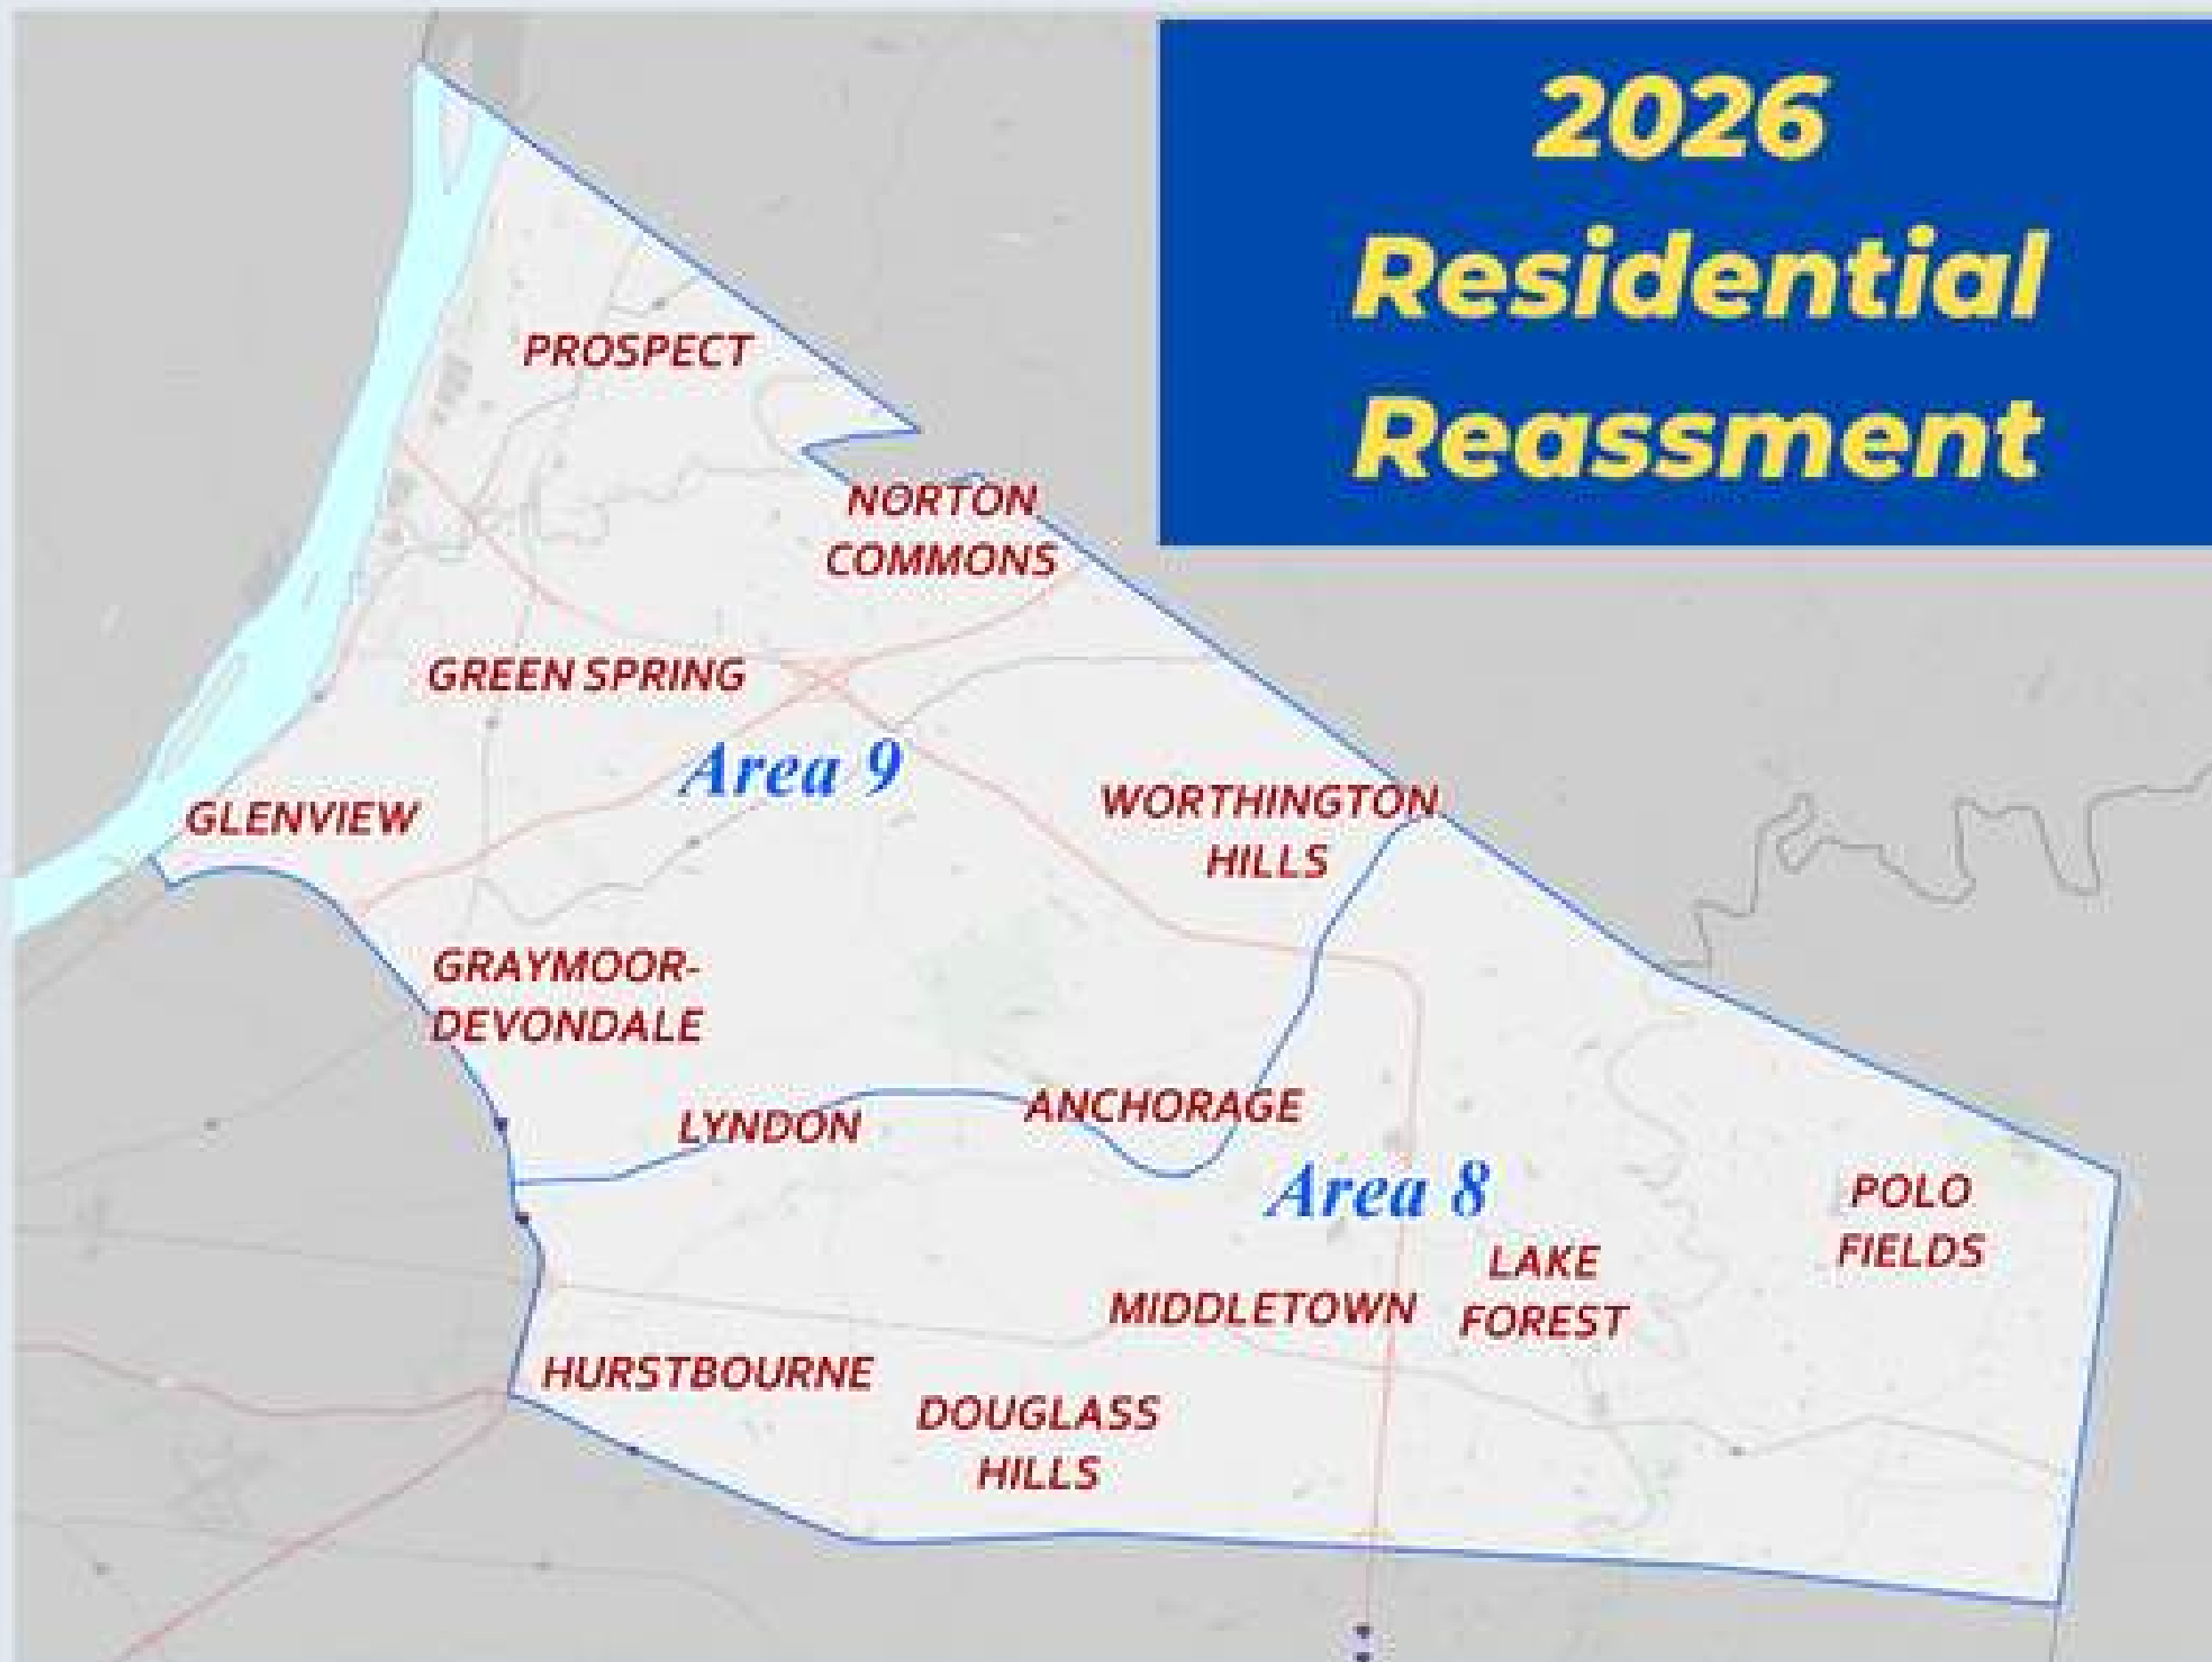 2026
Residential
Reassment
PROSPECT
NORTON
COMMONS
GREEN SPRING
Area 9
GLENVIEW
WORTHINGTON
HILLS
GRAYMOOR-
DEVONDALE
LYNDON
ANCHORAGE
Area 8
POLO
FIELDS
LAKE
FOREST
MIDDLETOWN
HURSTBOURNE
DOUGLASS
HILLS